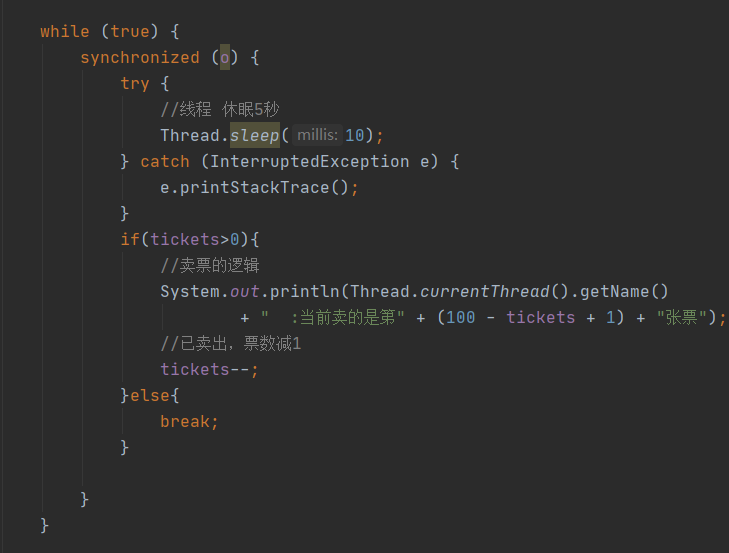 while (true) {
synchronized (o) {
try {
//线程 休眠5秒
Thread.sleep( millis: 10);
} catch (InterruptedException e) {
e.printStackTrace();
}
if(tickets>0){
//卖票的逻辑
System.out.println(Thread.currentThread().getName()
+ "  :当前卖的是第" + (100 - tickets + 1) + "张票");
//已卖出，票数减1
tickets--;
}else{
break;
}
}
}